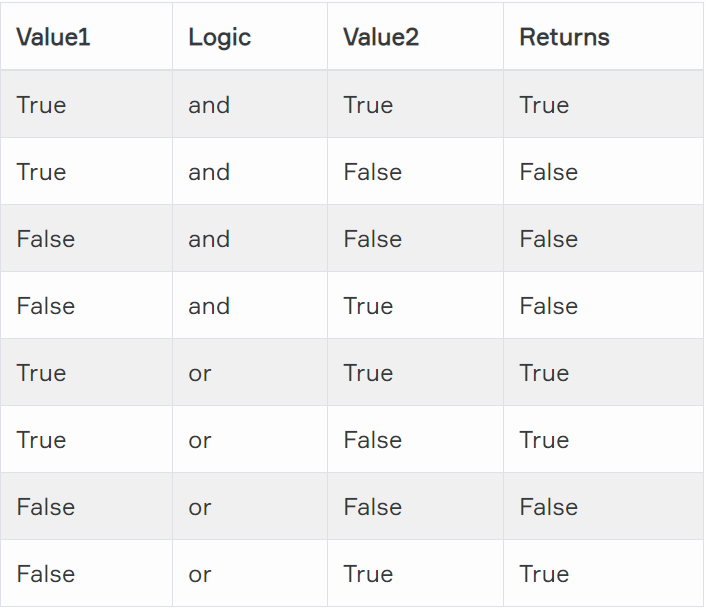 Value1 Logic Value2 Returns
True and True True
True and False False
False and False False
False and True False
True or True True
True or False True
False or False False
False or True True